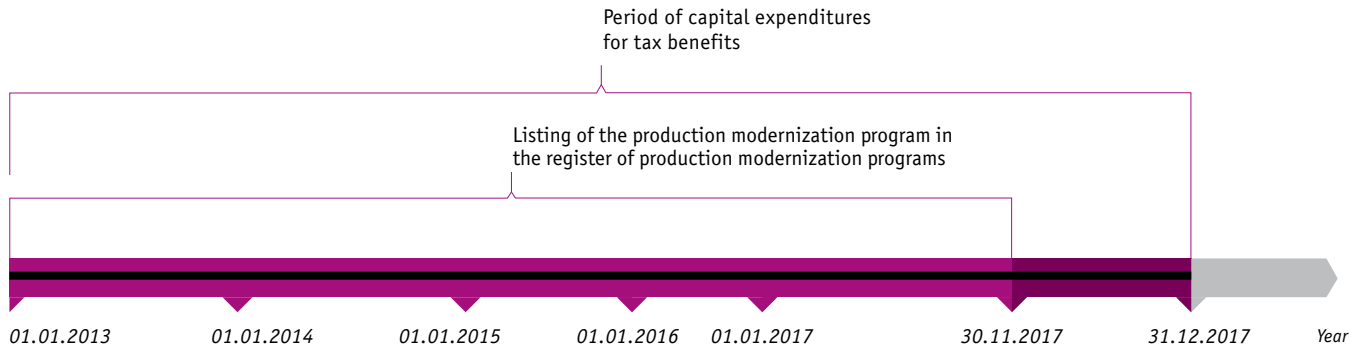 Period of capital expenditures
for tax benefits
Listing of the production modernization program in
the register of production modernization programs
01.01.2013 01.01.2014 01.01.2015 01.01.2016 01.01.2017 30.11.2017 31.12.2017 Year